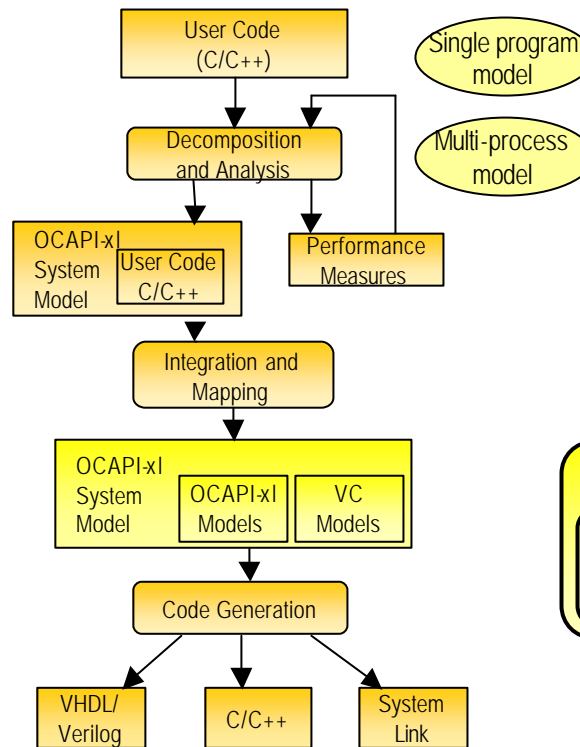 User Code
(C/C++)
Single program
model
Decomposition
and Analysis
Multi-process
model
OCAPI-xl
System
Model
User Code
C/C++
Performance
Measures
Integration and
Mapping
OCAPI-xl
System
Model
OCAPI-xl
Models
VC
Models
Code Generation
VHDL/
Verilog
C/C++
System
Link